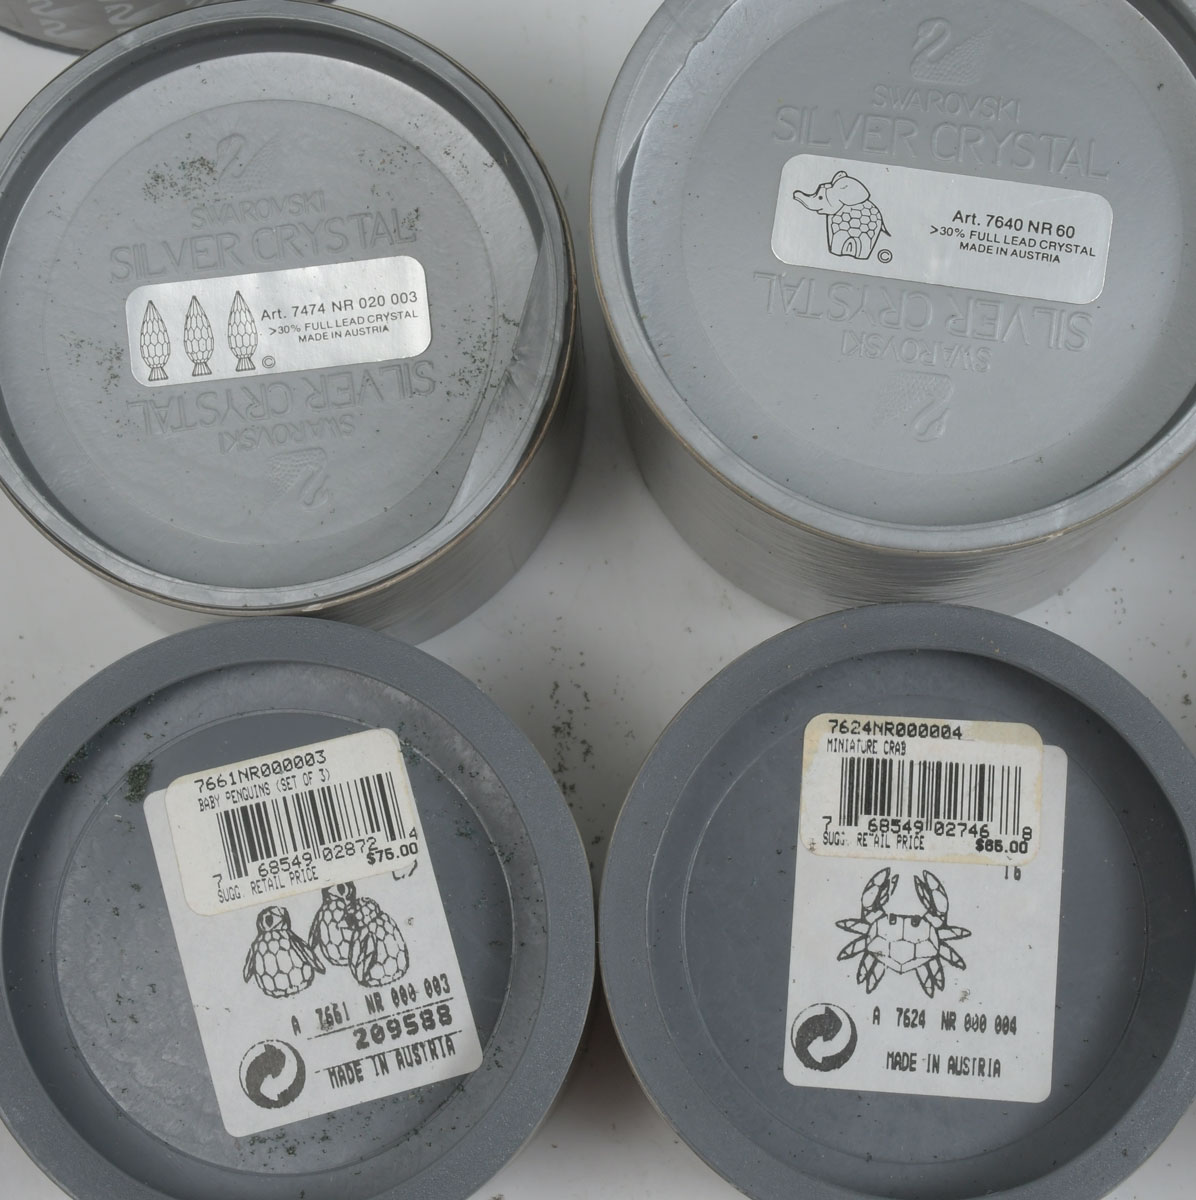 SWAROVSKI
SILVER CRYSTAL
Art. 7474 NR 020 003
>30% FULL LEAD CRYSTAL
MADE IN AUSTRIA
©
SILVER CRYSTAL
SWAROVSKI
SWAROVSKI
SILVER CRYSTAL
Art. 7640 NR 60
>30% FULL LEAD CRYSTAL
MADE IN AUSTRIA
©
SILVER CRYSTAL
SWAROVSKI
7661NR000003
BABY PENGUINS (SET OF 3)
7 68549 02872 4
$75.00
SUGG. RETAIL PRICE
A 7661 NR 000 003
209588
MADE IN AUSTRIA
7624NR000004
MINIATURE CRAB
7 68549 02746 8
SUGG. RETAIL PRICE $65.00
A 7624 NR 000 004
MADE IN AUSTRIA